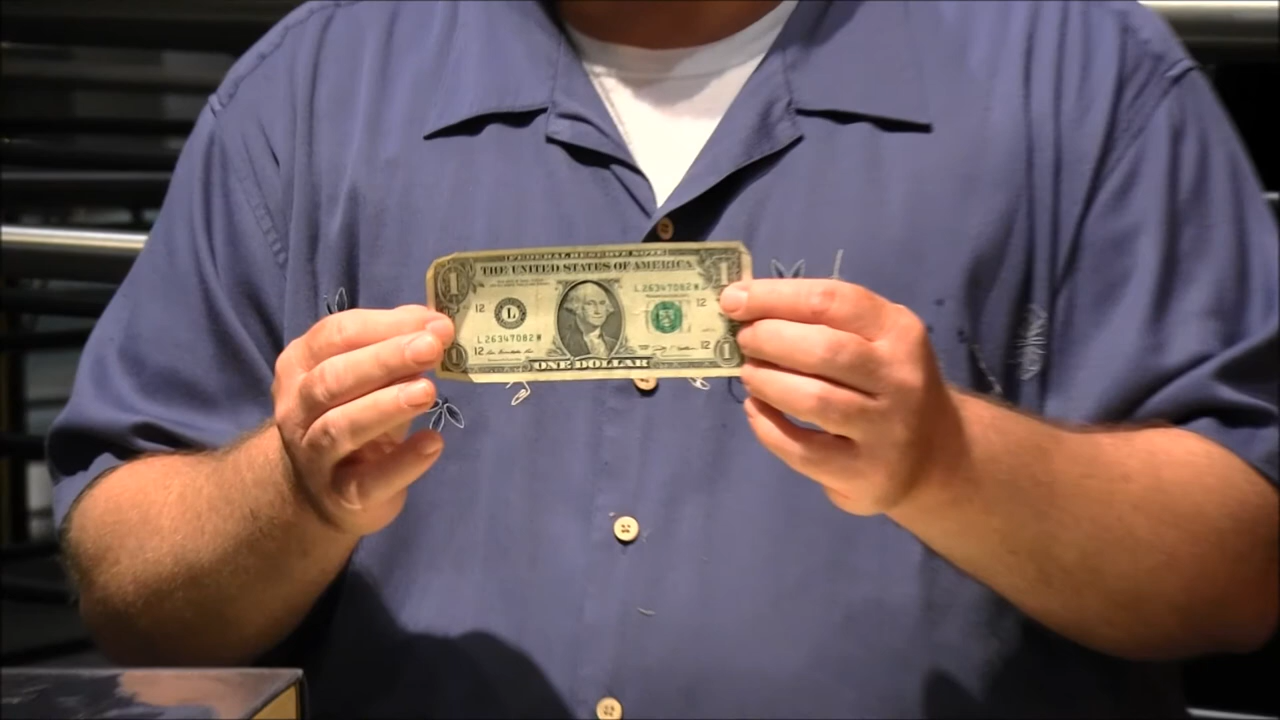 FEDERAL RESERVE NOTE
THE UNITED STATES OF AMERICA
1 1
L 26347082 W
12 12
L
L 26347082 W
12 12
1 ONE DOLLAR 1